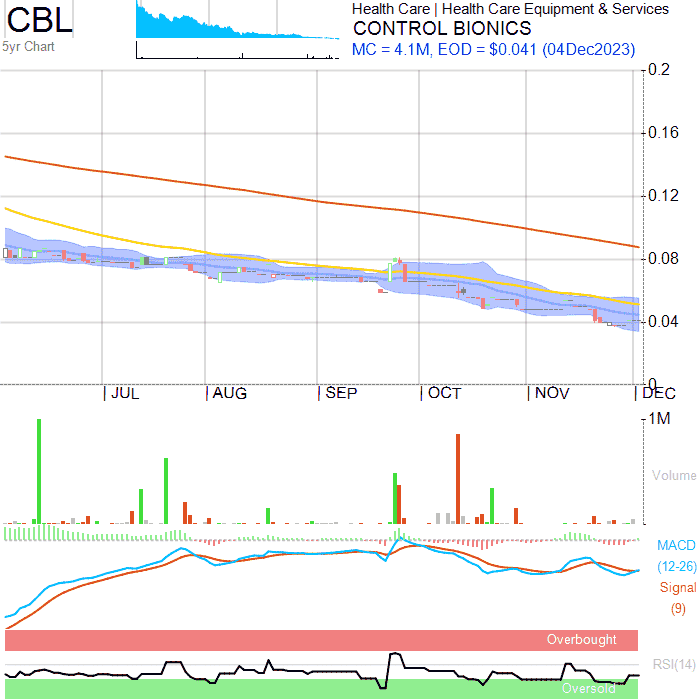 CBL
5yr Chart
Health Care | Health Care Equipment & Services
CONTROL BIONICS
MC = 4.1M, EOD = $0.041 (04Dec2023)
0.2
0.16
0.12
0.08
0.04
0
JUL
AUG
SEP
OCT
NOV
DEC
1M
Volume
MACD
(12-26)
Signal
(9)
Overbought
RSI(14)
Oversold